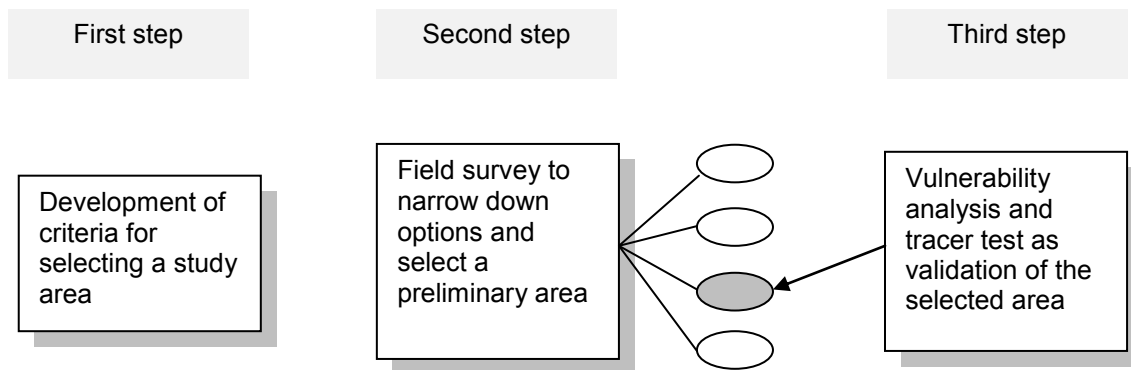 First step
Second step
Third step
Development of
criteria for
selecting a study
area
Field survey to
narrow down
options and
select a
preliminary area
Vulnerability
analysis and
tracer test as
validation of the
selected area